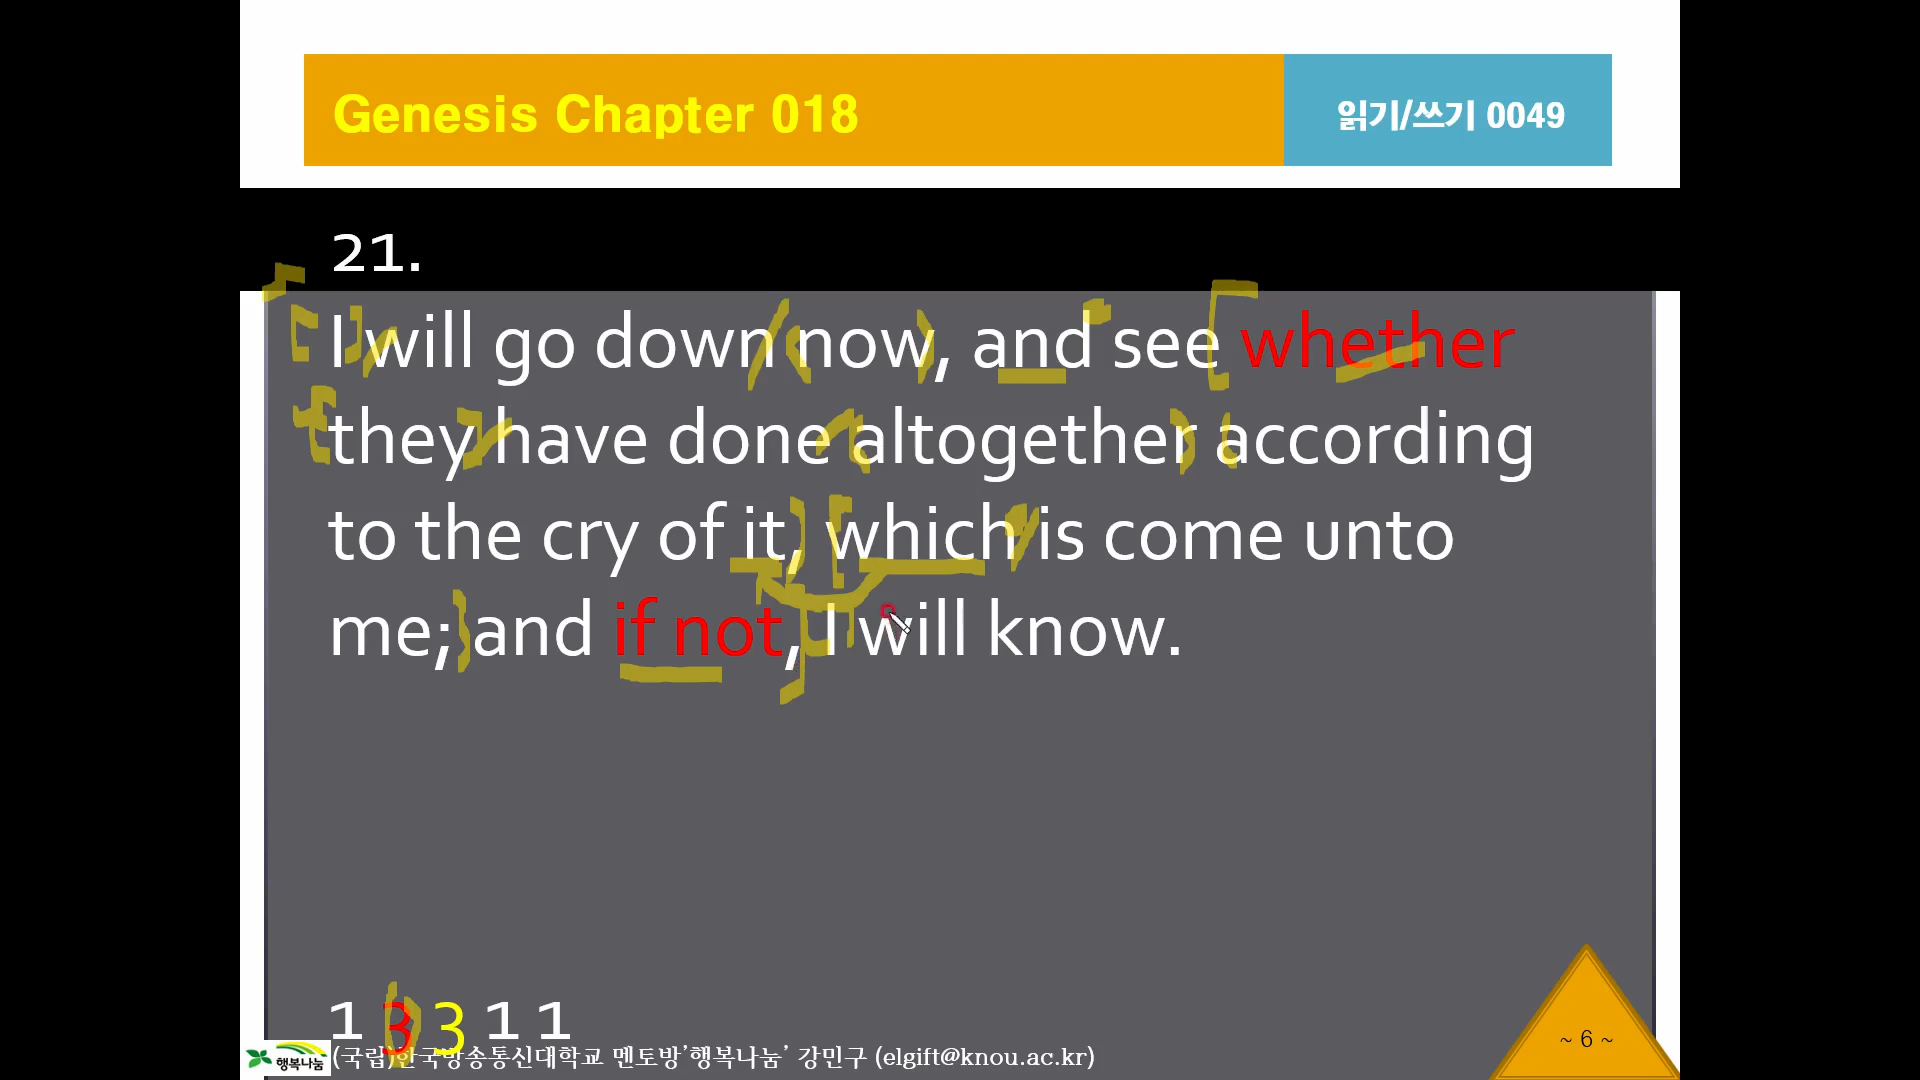 Genesis Chapter 018
읽기/쓰기 0049
21.
I will go down now, and see whether
they have done altogether according
to the cry of it, which is come unto
me; and if not, I will know.
1 3 3 1 1
행복나눔
(국립)한국방송통신대학교 멘토방'행복나눔' 강민구 (elgift@knou.ac.kr)
~ 6 ~